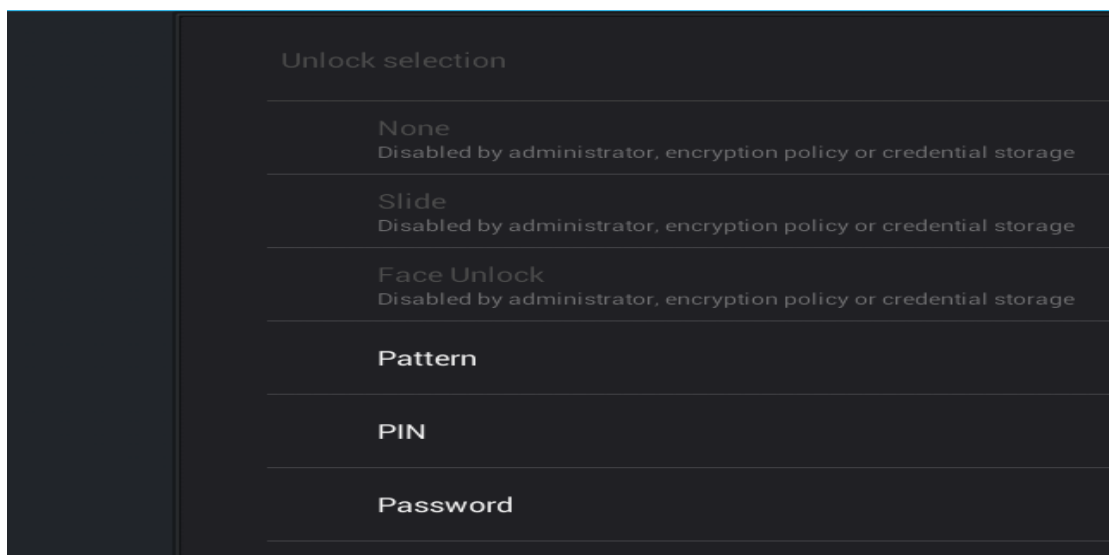 Unlock selection
None
Disabled by administrator, encryption policy or credential storage
Slide
Disabled by administrator, encryption policy or credential storage
Face Unlock
Disabled by administrator, encryption policy or credential storage
Pattern
PIN
Password